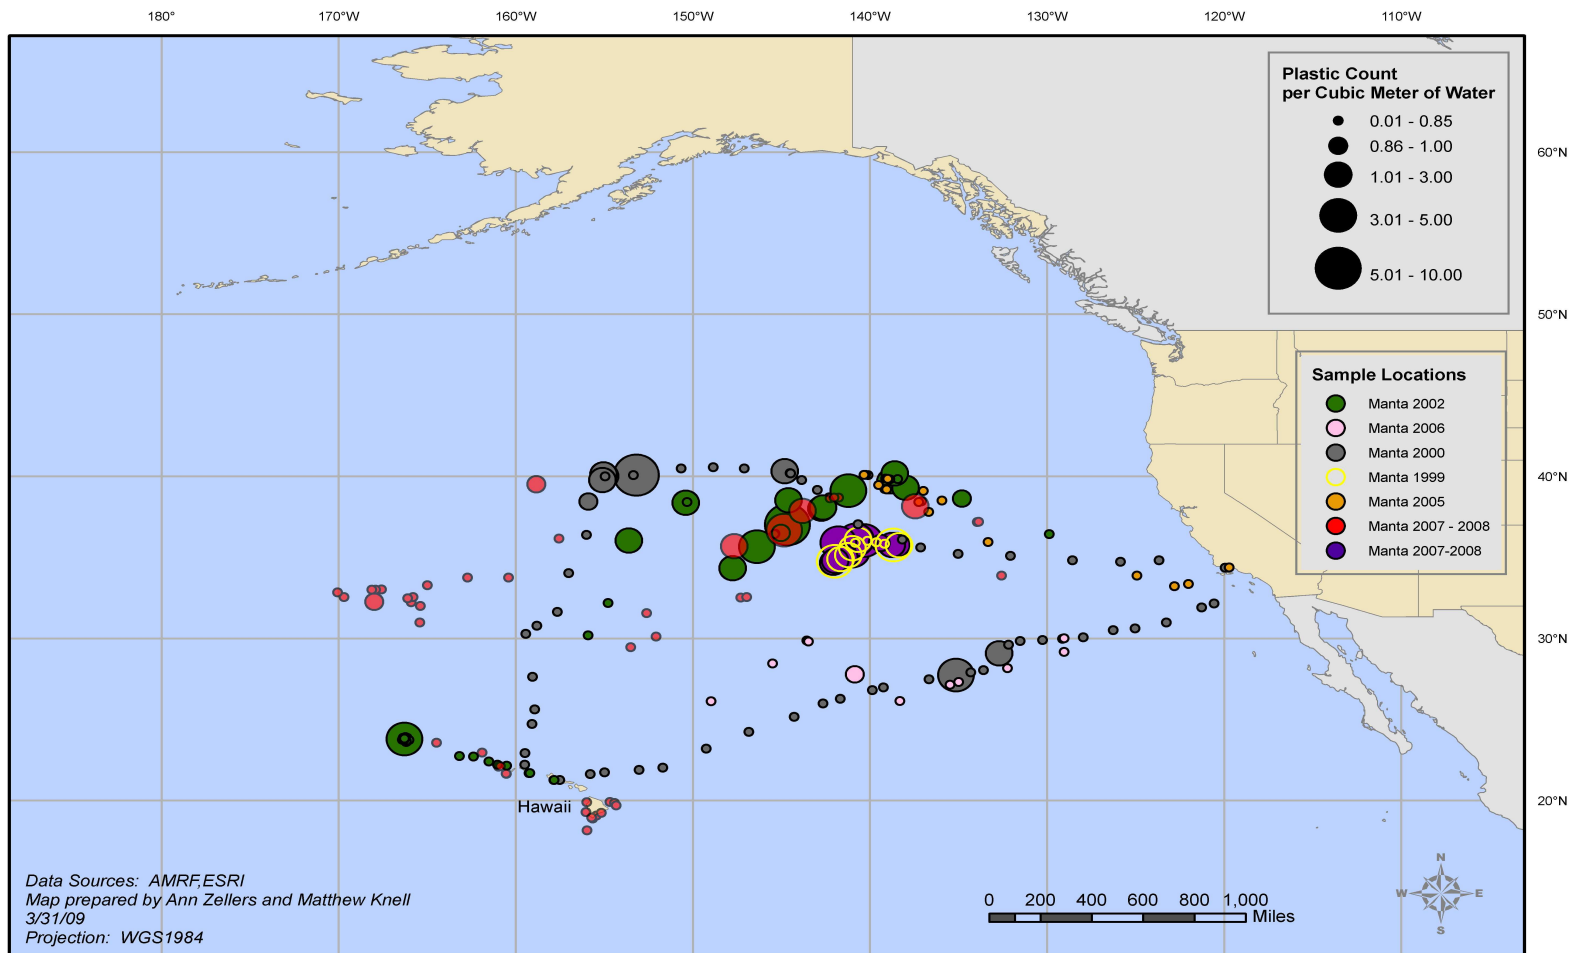 180°
170°W
160°W
150°W
140°W
130°W
120°W
110°W
Plastic Count
per Cubic Meter of Water
0.01 - 0.85
0.86 - 1.00
1.01 - 3.00
3.01 - 5.00
5.01 - 10.00
60°N
50°N
Sample Locations
Manta 2002
Manta 2006
Manta 2000
Manta 1999
Manta 2005
Manta 2007 - 2008
Manta 2007-2008
40°N
30°N
20°N
Hawaii
Data Sources: AMRF,ESRI
Map prepared by Ann Zellers and Matthew Knell
3/31/09
Projection: WGS1984
0 200 400 600 800 1,000
Miles
N
W E
S